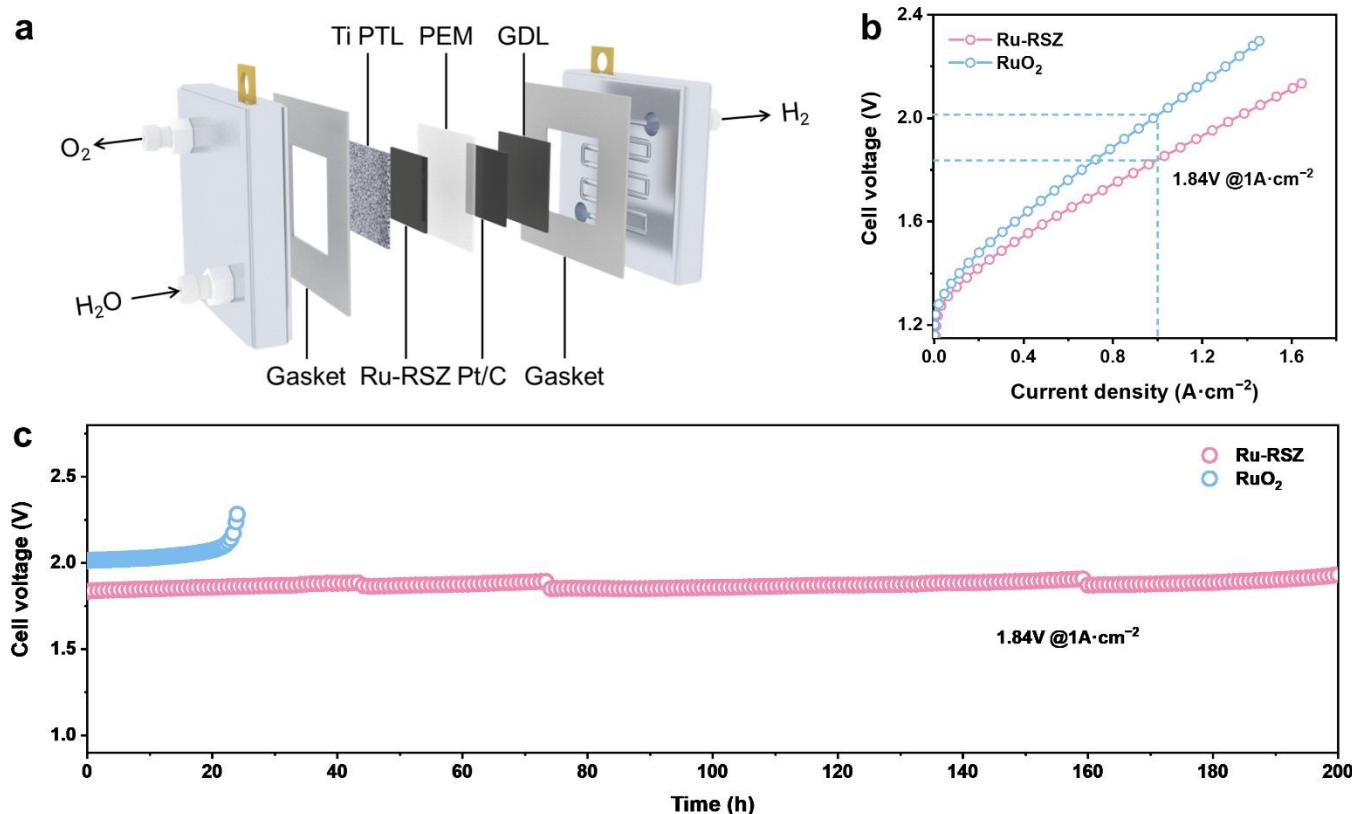 a
Ti PTL PEM GDL
O₂
H₂
H₂O
Gasket Ru-RSZ Pt/C Gasket
b
Ru-RSZ
RuO₂
2.4
2.0
1.6
1.2
Cell voltage (V)
1.84V @1A·cm⁻²
0.0 0.4 0.8 1.2 1.6
Current density (A·cm⁻²)
c
Ru-RSZ
RuO₂
2.5
2.0
1.5
1.0
Cell voltage (V)
1.84V @1A·cm⁻²
0 20 40 60 80 100 120 140 160 180 200
Time (h)